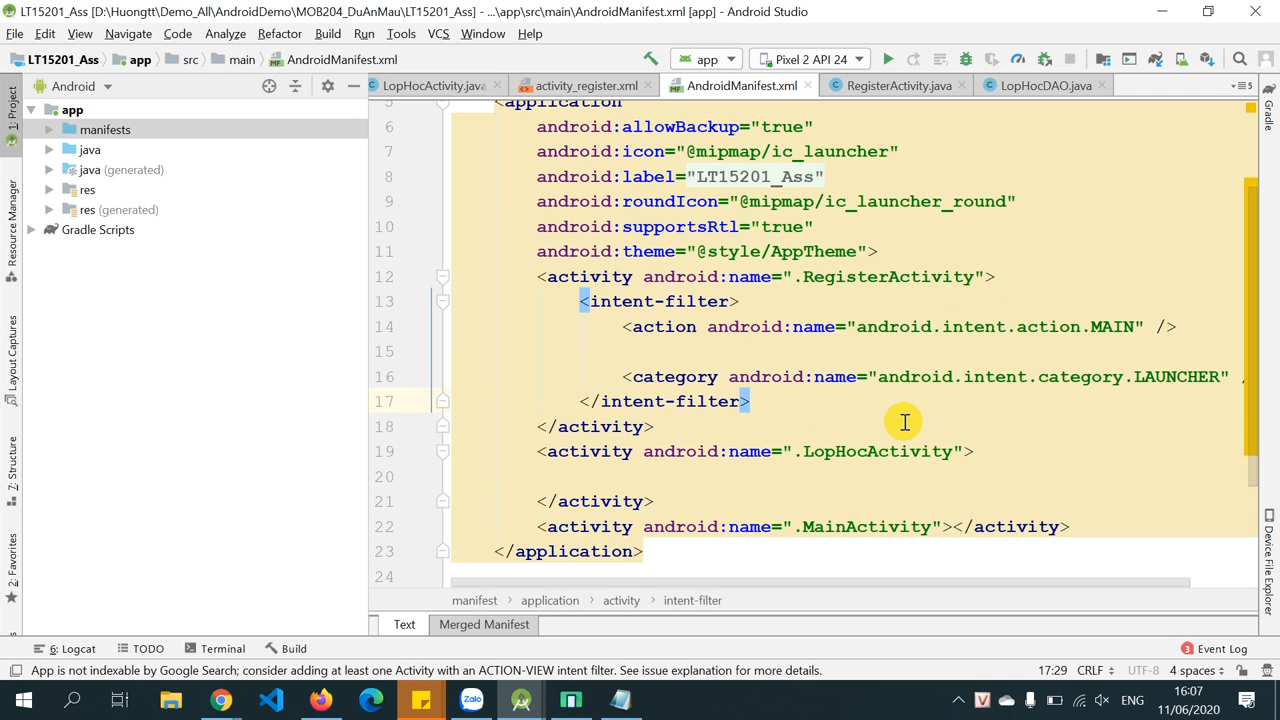 LT15201_Ass [D:\Huongtt\Demo_All\AndroidDemo\MOB204_DuAnMau\LT15201_Ass] - ...\app\src\main\AndroidManifest.xml [app] - Android Studio
File Edit View Navigate Code Analyze Refactor Build Run Tools VCS Window Help
LT15201_Ass app src main AndroidManifest.xml app Pixel 2 API 24
Android LopHocActivity.java activity_register.xml AndroidManifest.xml RegisterActivity.java LopHocDAO.java 5
1: Project
Resource Manager
Layout Captures
7: Structure
2: Favorites
app
manifests
java
java (generated)
res
res (generated)
Gradle Scripts
5 <application
6 android:allowBackup="true"
7 android:icon="@mipmap/ic_launcher"
8 android:label="LT15201_Ass"
9 android:roundIcon="@mipmap/ic_launcher_round"
10 android:supportsRtl="true"
11 android:theme="@style/AppTheme">
12 <activity android:name=".RegisterActivity">
13 <intent-filter>
14 <action android:name="android.intent.action.MAIN" />
15
16 <category android:name="android.intent.category.LAUNCHER" /
17 </intent-filter>
18 </activity>
19 <activity android:name=".LopHocActivity">
20
21 </activity>
22 <activity android:name=".MainActivity"></activity>
23 </application>
24
manifest › application › activity › intent-filter
Text Merged Manifest
Gradle
Device File Explorer
6: Logcat TODO Terminal Build 3 Event Log
App is not indexable by Google Search; consider adding at least one Activity with an ACTION-VIEW intent filter. See issue explanation for more details. 17:29 CRLF UTF-8 4 spaces
Zalo V ENG 16:07
11/06/2020